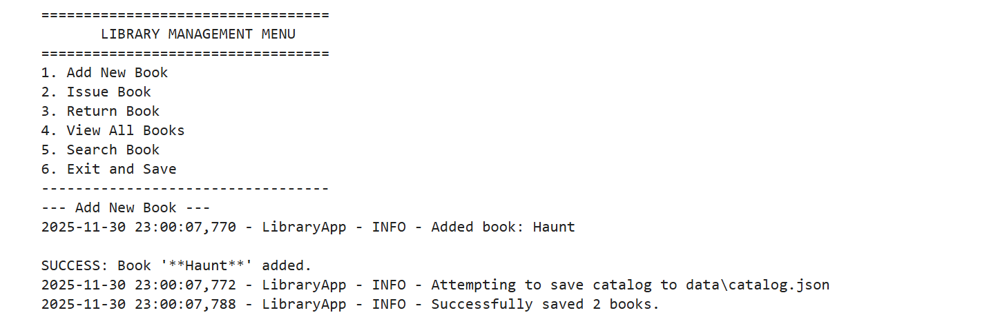 ==================================
LIBRARY MANAGEMENT MENU
==================================
1. Add New Book
2. Issue Book
3. Return Book
4. View All Books
5. Search Book
6. Exit and Save
----------------------------------
--- Add New Book ---
2025-11-30 23:00:07,770 - LibraryApp - INFO - Added book: Haunt
SUCCESS: Book '**Haunt**' added.
2025-11-30 23:00:07,772 - LibraryApp - INFO - Attempting to save catalog to data\catalog.json
2025-11-30 23:00:07,788 - LibraryApp - INFO - Successfully saved 2 books.